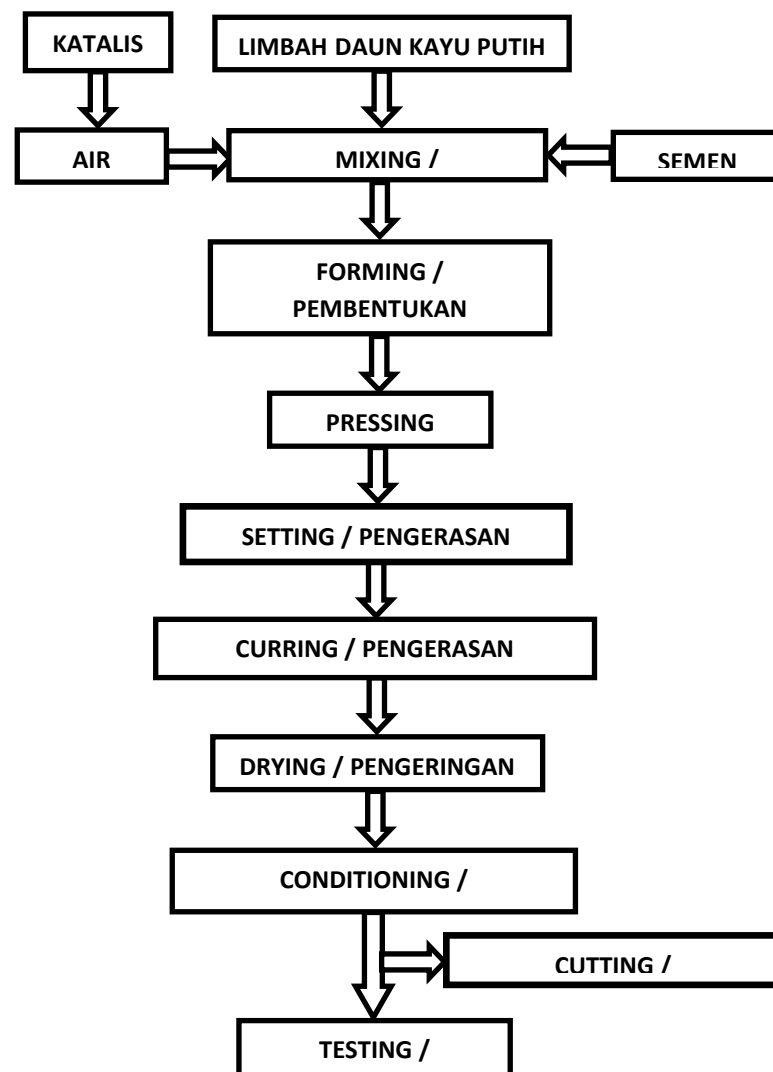 KATALIS
LIMBAH DAUN KAYU PUTIH
AIR
MIXING /
SEMEN
FORMING /
PEMBENTUKAN
PRESSING
SETTING / PENGERASAN
CURRING / PENGERASAN
DRYING / PENGERINGAN
CONDITIONING /
CUTTING /
TESTING /